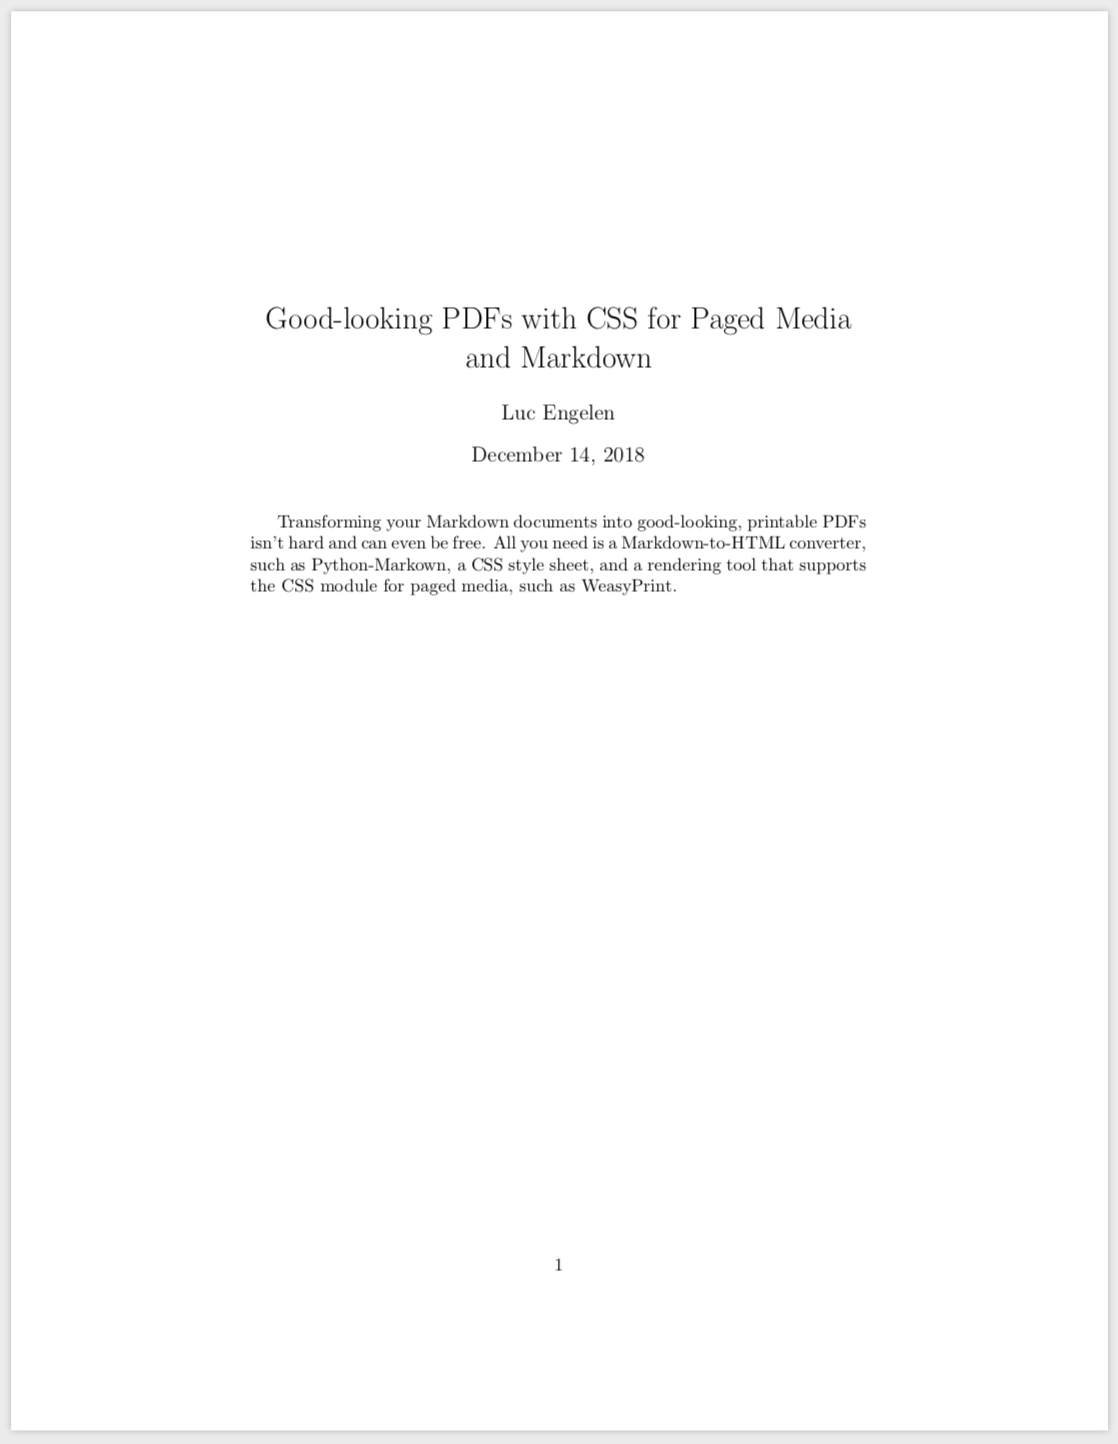 Good-looking PDFs with CSS for Paged Media
and Markdown
Luc Engelen
December 14, 2018
Transforming your Markdown documents into good-looking, printable PDFs
isn't hard and can even be free. All you need is a Markdown-to-HTML converter,
such as Python-Markown, a CSS style sheet, and a rendering tool that supports
the CSS module for paged media, such as WeasyPrint.
1